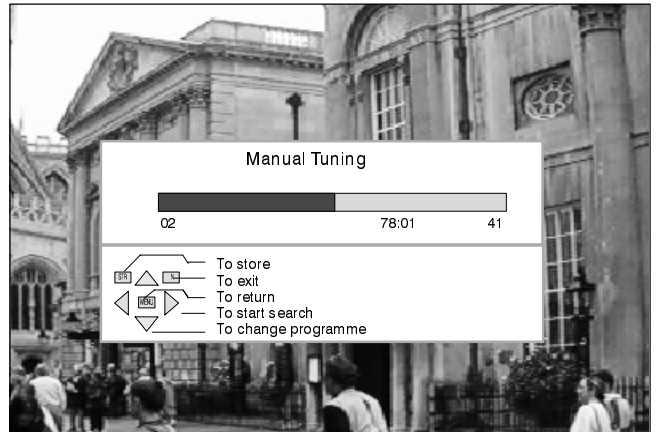 Manual Tuning
02 78:01 41
STR N
To store
To exit
MENU
To return
To start search
To change programme